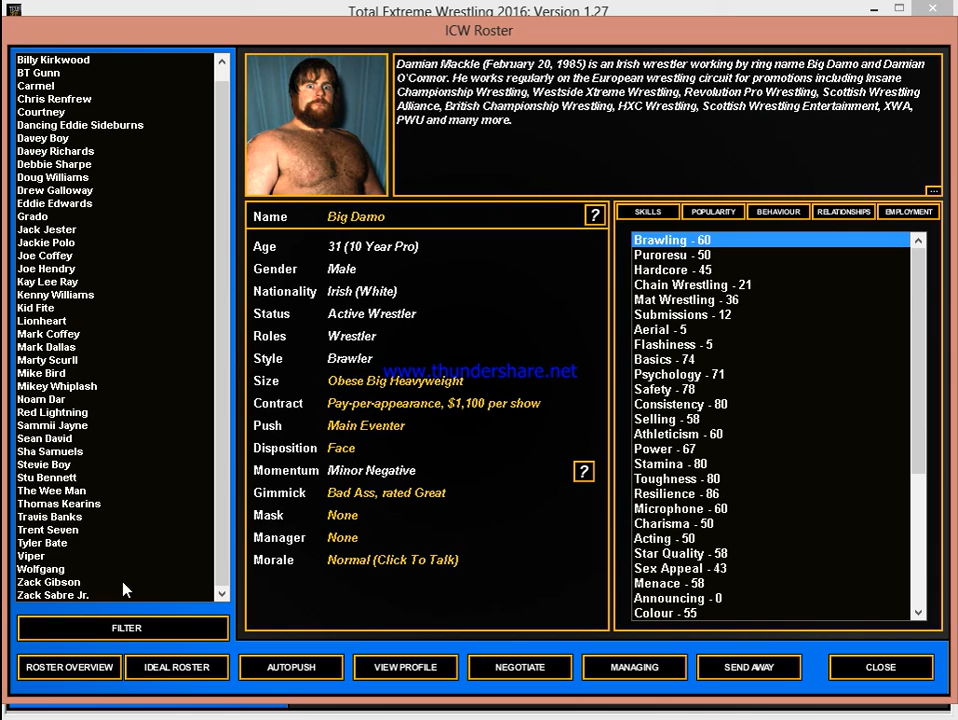 Total Extreme Wrestling 2016: Version 1.27
ICW Roster
Billy Kirkwood
BT Gunn
Carmel
Chris Renfrew
Courtney
Dancing Eddie Sideburns
Davey Boy
Davey Richards
Debbie Sharpe
Doug Williams
Drew Galloway
Eddie Edwards
Grado
Jack Jester
Jackie Polo
Joe Coffey
Joe Hendry
Kay Lee Ray
Kenny Williams
Kid Fite
Lionheart
Mark Coffey
Mark Dallas
Marty Scurll
Mike Bird
Mikey Whiplash
Noam Dar
Red Lightning
Sammii Jayne
Sean David
Sha Samuels
Stevie Boy
Stu Bennett
The Wee Man
Thomas Kearins
Travis Banks
Trent Seven
Tyler Bate
Viper
Wolfgang
Zack Gibson
Zack Sabre Jr.
FILTER
Damian Mackle (February 20, 1985) is an Irish wrestler working by ring name Big Damo and Damian
O'Connor. He works regularly on the European wrestling circuit for promotions including Insane
Championship Wrestling, Westside Xtreme Wrestling, Revolution Pro Wrestling, Scottish Wrestling
Alliance, British Championship Wrestling, HXC Wrestling, Scottish Wrestling Entertainment, XWA,
PWU and many more.
...
Name Big Damo ?
Age 31 (10 Year Pro)
Gender Male
Nationality Irish (White)
Status Active Wrestler
Roles Wrestler
Style Brawler
www.thundershare.net
Size Obese Big Heavyweight
Contract Pay-per-appearance, $1,100 per show
Push Main Eventer
Disposition Face
Momentum Minor Negative ?
Gimmick Bad Ass, rated Great
Mask None
Manager None
Morale Normal (Click To Talk)
SKILLS POPULARITY BEHAVIOUR RELATIONSHIPS EMPLOYMENT
Brawling - 60
Puroresu - 50
Hardcore - 45
Chain Wrestling - 21
Mat Wrestling - 36
Submissions - 12
Aerial - 5
Flashiness - 5
Basics - 74
Psychology - 71
Safety - 78
Consistency - 80
Selling - 58
Athleticism - 60
Power - 67
Stamina - 80
Toughness - 80
Resilience - 86
Microphone - 60
Charisma - 50
Acting - 50
Star Quality - 58
Sex Appeal - 43
Menace - 58
Announcing - 0
Colour - 55
ROSTER OVERVIEW IDEAL ROSTER AUTOPUSH VIEW PROFILE NEGOTIATE MANAGING SEND AWAY CLOSE